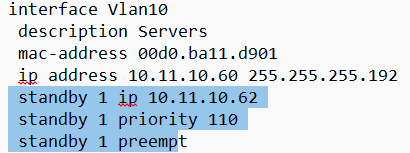 interface Vlan10
description Servers
mac-address 00d0.ba11.d901
ip address 10.11.10.60 255.255.255.192
standby 1 ip 10.11.10.62
standby 1 priority 110
standby 1 preempt